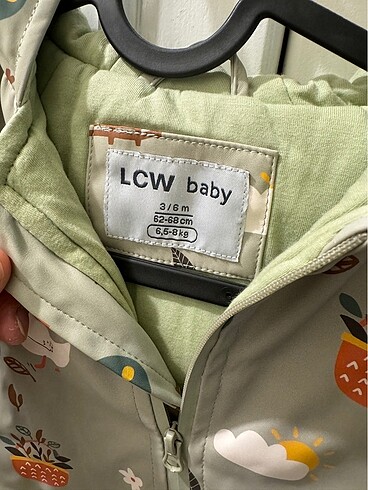 LCW baby
3/6 m
62-68 cm
6,5-8 kg